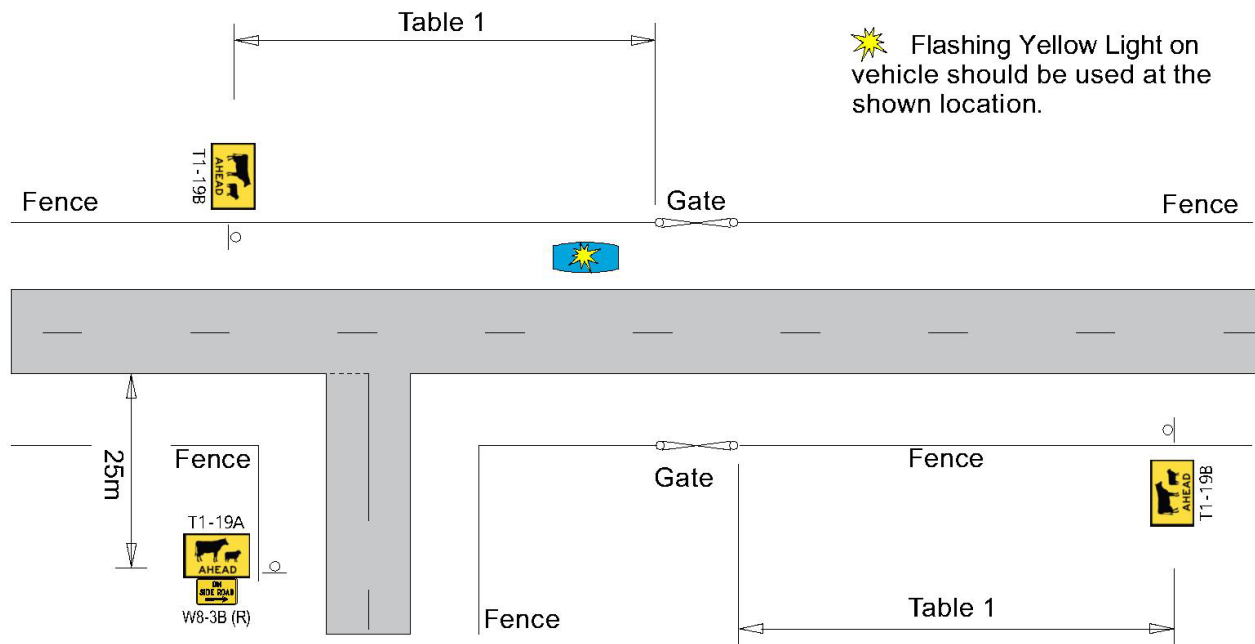 Table 1
Flashing Yellow Light on
vehicle should be used at the
shown location.
T1-19B
AHEAD
Fence
Gate
Fence
25m
Fence
Gate
Fence
T1-19B
AHEAD
T1-19A
AHEAD
ON
SIDE ROAD
W8-3B (R)
Fence
Table 1